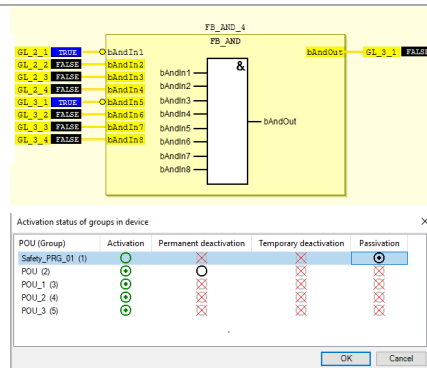 FB_AND_4
FB_AND
GL_2_1 TRUE bAndIn1 bAndOut GL_3_1 FALSE
GL_2_2 FALSE bAndIn2
GL_2_3 FALSE bAndIn3
GL_2_4 FALSE bAndIn4
GL_3_1 TRUE bAndIn5
GL_3_2 FALSE bAndIn6
GL_3_3 FALSE bAndIn7
GL_3_4 FALSE bAndIn8
&
bAndIn1
bAndIn2
bAndIn3
bAndIn4
bAndIn5
bAndIn6
bAndIn7
bAndIn8
bAndOut
Activation status of groups in device
POU (Group) Activation Permanent deactivation Temporary deactivation Passivation
Safety_PRG_01 (1)
POU (2)
POU_1 (3)
POU_2 (4)
POU_3 (5)
OK Cancel